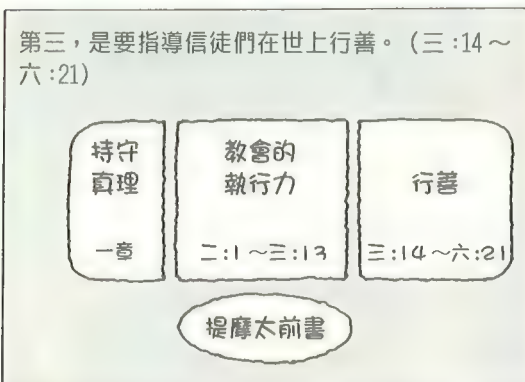 第三，是要指導信徒們在世上行善。（三：14～
六：21）
持守
真理
一章
教會的
執行力
二：1～三：13
行善
三：14～六：21
提摩太前書